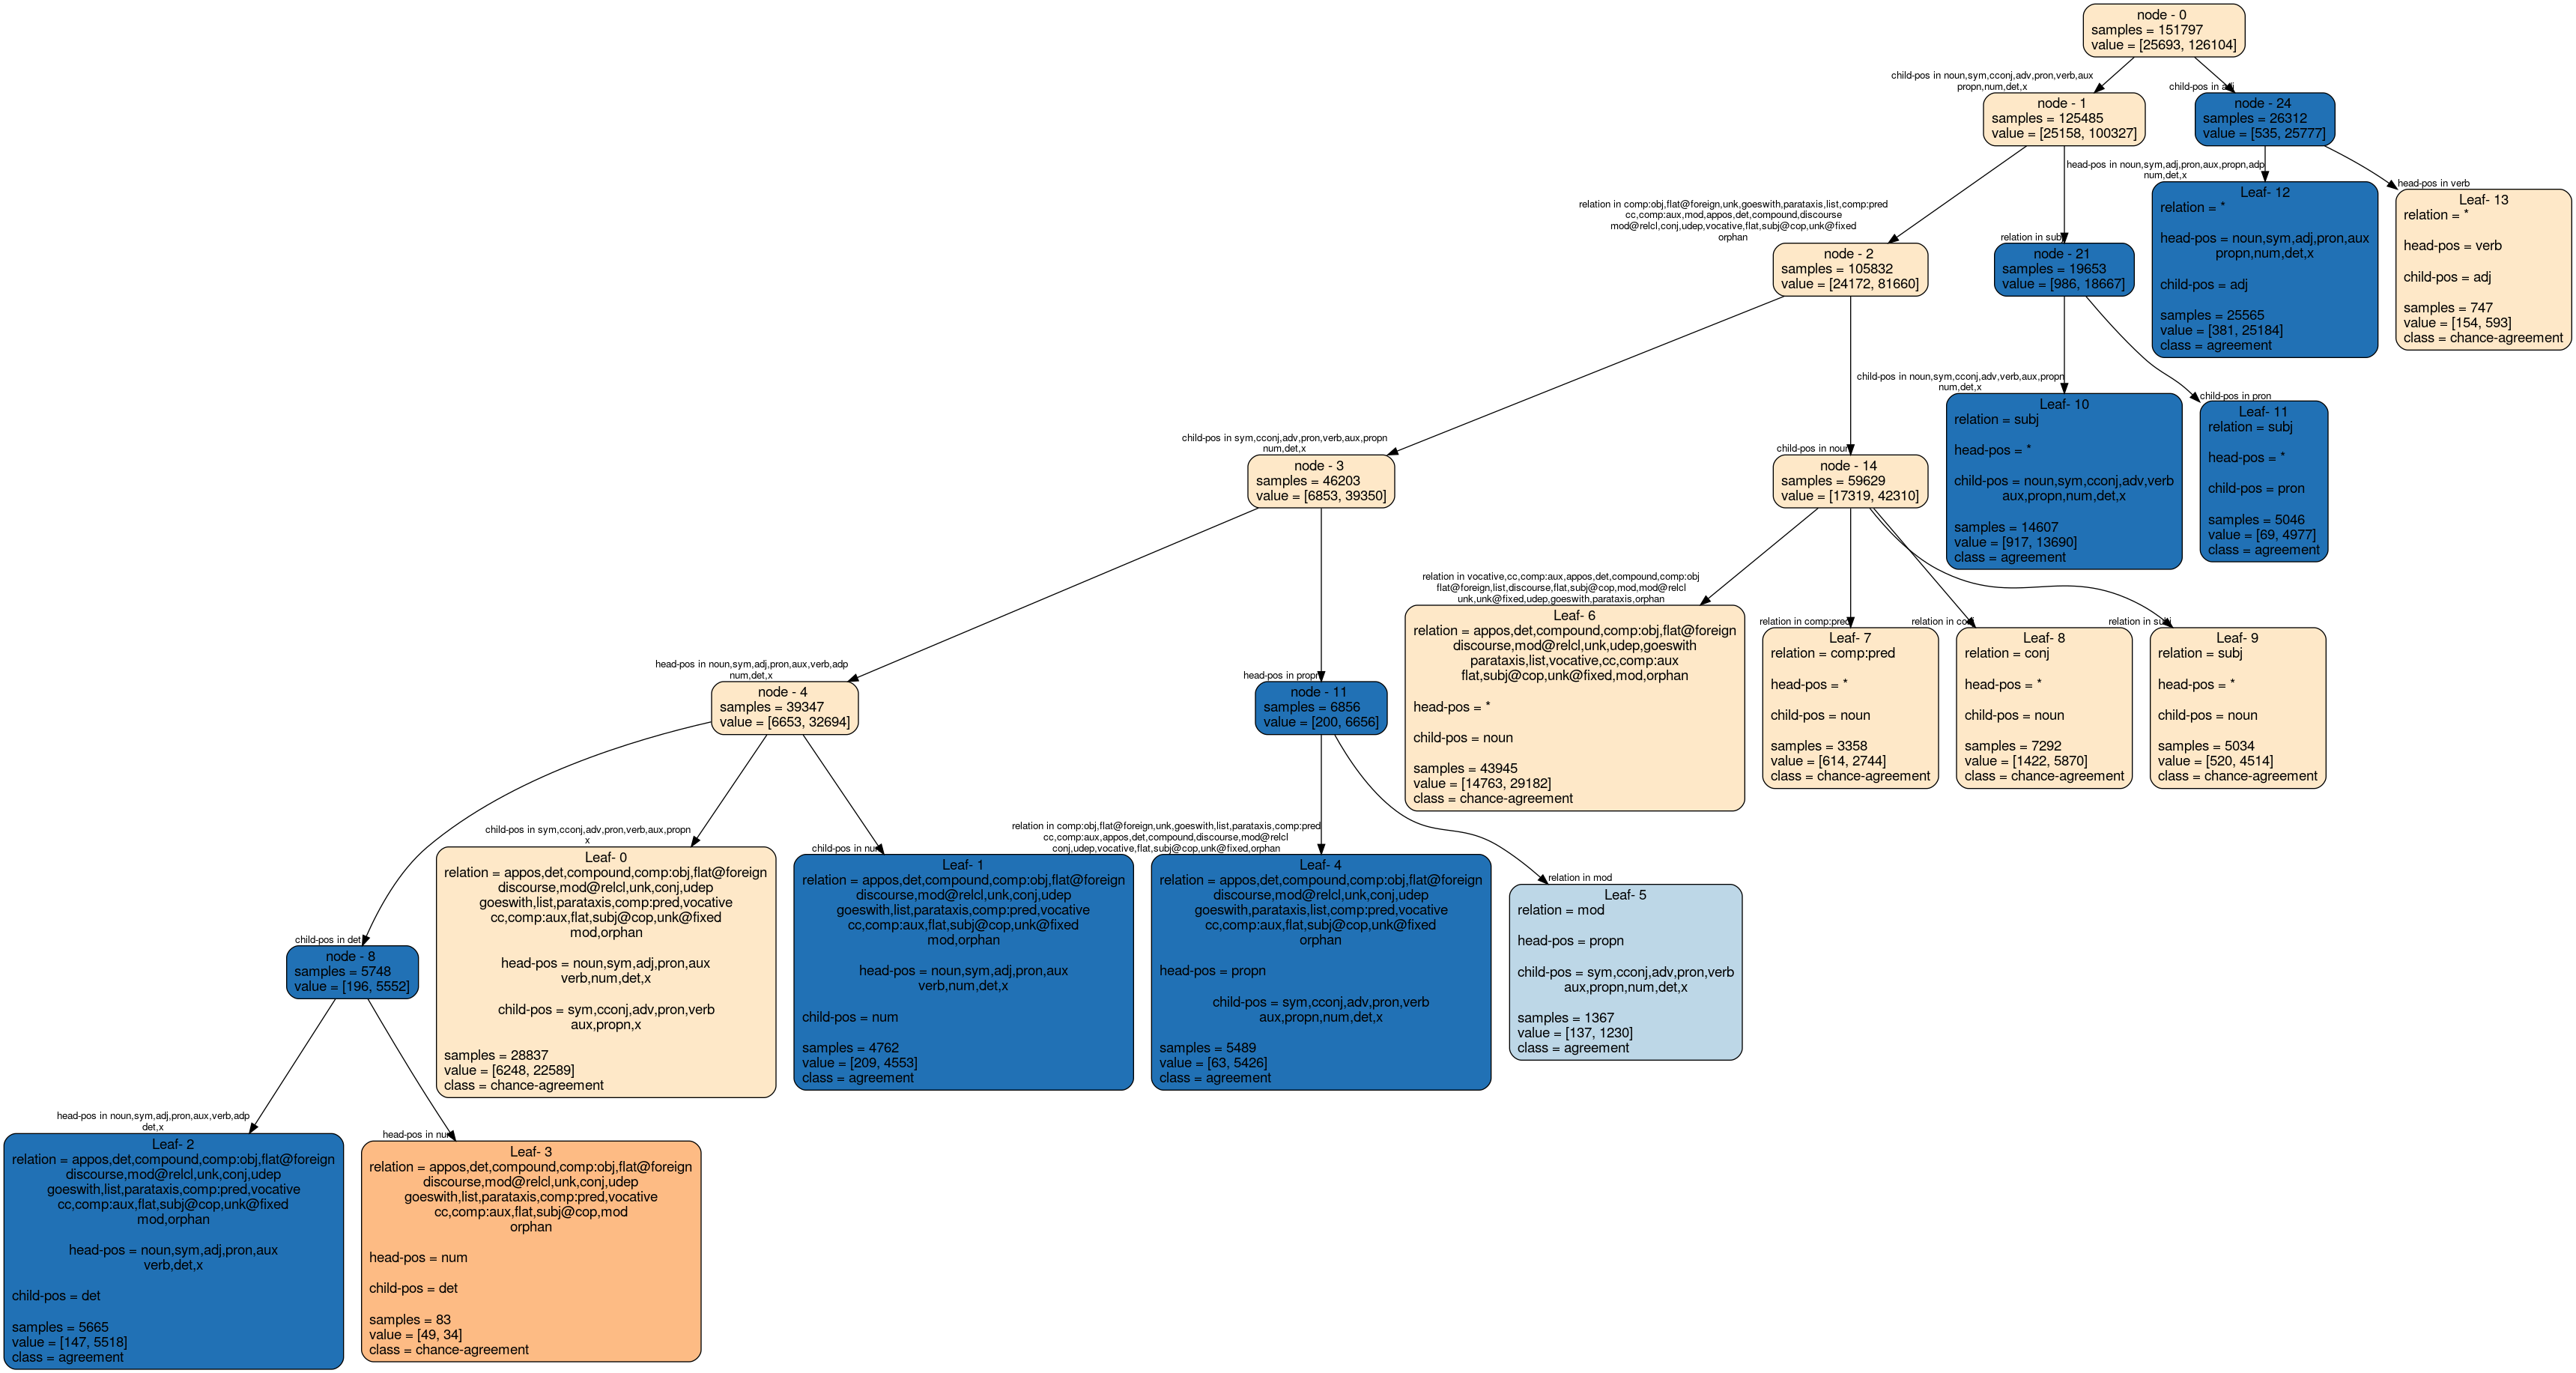 node - 0
samples = 151797
value = [25693, 126104]
child-pos in noun,sym,cconj,adv,pron,verb,aux
propn,num,det,x
child-pos in adj
node - 1
samples = 125485
value = [25158, 100327]
node - 24
samples = 26312
value = [535, 25777]
head-pos in noun,sym,adj,pron,aux,propn,adp
num,det,x
head-pos in verb
Leaf- 12
relation = *
head-pos = noun,sym,adj,pron,aux
propn,num,det,x
child-pos = adj
samples = 25565
value = [381, 25184]
class = agreement
Leaf- 13
relation = *
head-pos = verb
child-pos = adj
samples = 747
value = [154, 593]
class = chance-agreement
relation in comp:obj,flat@foreign,unk,goeswith,parataxis,list,comp:pred
cc,comp:aux,mod,appos,det,compound,discourse
mod@relcl,conj,udep,vocative,flat,subj@cop,unk@fixed
orphan
relation in subj
node - 2
samples = 105832
value = [24172, 81660]
node - 21
samples = 19653
value = [986, 18667]
child-pos in noun,sym,cconj,adv,verb,aux,propn
num,det,x
child-pos in pron
Leaf- 10
relation = subj
head-pos = *
child-pos = noun,sym,cconj,adv,verb
aux,propn,num,det,x
samples = 14607
value = [917, 13690]
class = agreement
Leaf- 11
relation = subj
head-pos = *
child-pos = pron
samples = 5046
value = [69, 4977]
class = agreement
child-pos in sym,cconj,adv,pron,verb,aux,propn
num,det,x
child-pos in noun
node - 3
samples = 46203
value = [6853, 39350]
node - 14
samples = 59629
value = [17319, 42310]
relation in vocative,cc,comp:aux,appos,det,compound,comp:obj
flat@foreign,list,discourse,flat,subj@cop,mod,mod@relcl
unk,unk@fixed,udep,goeswith,parataxis,orphan
relation in comp:pred
relation in conj
relation in subj
Leaf- 6
relation = appos,det,compound,comp:obj,flat@foreign
discourse,mod@relcl,unk,udep,goeswith
parataxis,list,vocative,cc,comp:aux
flat,subj@cop,unk@fixed,mod,orphan
head-pos = *
child-pos = noun
samples = 43945
value = [14763, 29182]
class = chance-agreement
Leaf- 7
relation = comp:pred
head-pos = *
child-pos = noun
samples = 3358
value = [614, 2744]
class = chance-agreement
Leaf- 8
relation = conj
head-pos = *
child-pos = noun
samples = 7292
value = [1422, 5870]
class = chance-agreement
Leaf- 9
relation = subj
head-pos = *
child-pos = noun
samples = 5034
value = [520, 4514]
class = chance-agreement
head-pos in noun,sym,adj,pron,aux,verb,adp
num,det,x
head-pos in propn
node - 4
samples = 39347
value = [6653, 32694]
node - 11
samples = 6856
value = [200, 6656]
child-pos in det
child-pos in sym,cconj,adv,pron,verb,aux,propn
x
child-pos in num
relation in comp:obj,flat@foreign,unk,goeswith,list,parataxis,comp:pred
cc,comp:aux,appos,det,compound,discourse,mod@relcl
conj,udep,vocative,flat,subj@cop,unk@fixed,orphan
relation in mod
node - 8
samples = 5748
value = [196, 5552]
Leaf- 0
relation = appos,det,compound,comp:obj,flat@foreign
discourse,mod@relcl,unk,conj,udep
goeswith,list,parataxis,comp:pred,vocative
cc,comp:aux,flat,subj@cop,unk@fixed
mod,orphan
head-pos = noun,sym,adj,pron,aux
verb,num,det,x
child-pos = sym,cconj,adv,pron,verb
aux,propn,x
samples = 28837
value = [6248, 22589]
class = chance-agreement
Leaf- 1
relation = appos,det,compound,comp:obj,flat@foreign
discourse,mod@relcl,unk,conj,udep
goeswith,list,parataxis,comp:pred,vocative
cc,comp:aux,flat,subj@cop,unk@fixed
mod,orphan
head-pos = noun,sym,adj,pron,aux
verb,num,det,x
child-pos = num
samples = 4762
value = [209, 4553]
class = agreement
Leaf- 4
relation = appos,det,compound,comp:obj,flat@foreign
discourse,mod@relcl,unk,conj,udep
goeswith,parataxis,list,comp:pred,vocative
cc,comp:aux,flat,subj@cop,unk@fixed
orphan
head-pos = propn
child-pos = sym,cconj,adv,pron,verb
aux,propn,num,det,x
samples = 5489
value = [63, 5426]
class = agreement
Leaf- 5
relation = mod
head-pos = propn
child-pos = sym,cconj,adv,pron,verb
aux,propn,num,det,x
samples = 1367
value = [137, 1230]
class = agreement
head-pos in noun,sym,adj,pron,aux,verb,adp
det,x
head-pos in num
Leaf- 2
relation = appos,det,compound,comp:obj,flat@foreign
discourse,mod@relcl,unk,conj,udep
goeswith,list,parataxis,comp:pred,vocative
cc,comp:aux,flat,subj@cop,unk@fixed
mod,orphan
head-pos = noun,sym,adj,pron,aux
verb,det,x
child-pos = det
samples = 5665
value = [147, 5518]
class = agreement
Leaf- 3
relation = appos,det,compound,comp:obj,flat@foreign
discourse,mod@relcl,unk,conj,udep
goeswith,list,parataxis,comp:pred,vocative
cc,comp:aux,flat,subj@cop,mod
orphan
head-pos = num
child-pos = det
samples = 83
value = [49, 34]
class = chance-agreement